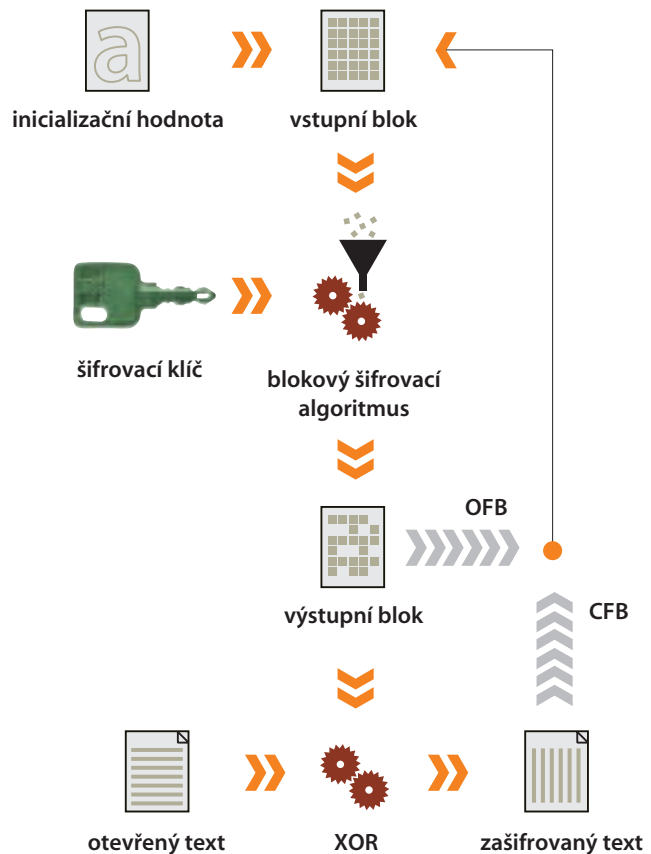 inicializační hodnota
vstupní blok
šifrovací klíč
blokový šifrovací
algoritmus
OFB
výstupní blok
CFB
otevřený text
XOR
zašifrovaný text